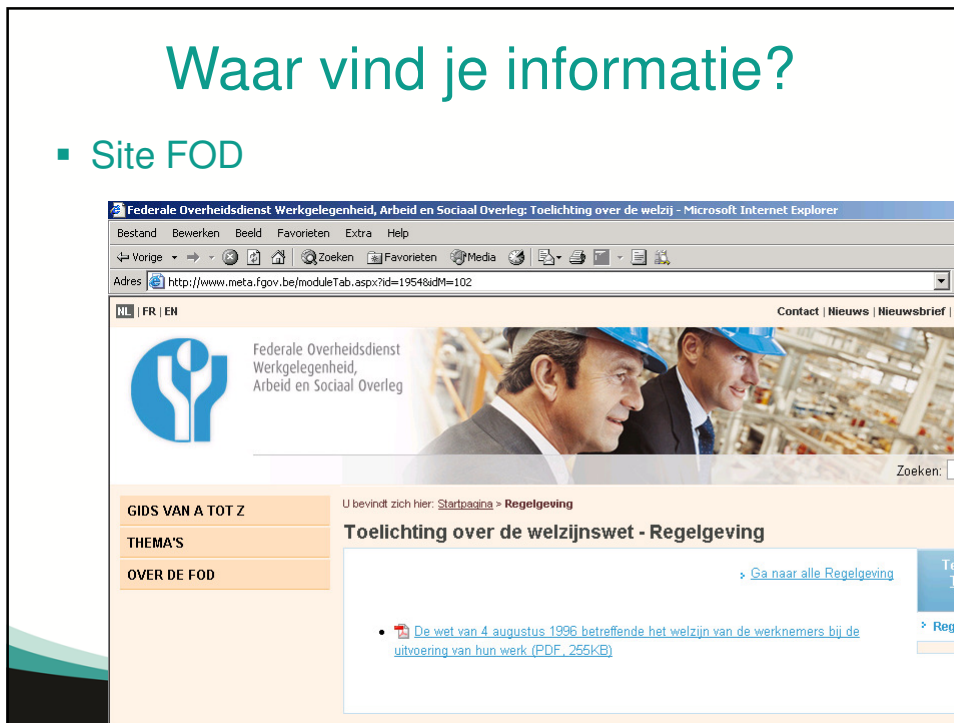 Waar vind je informatie?
Site FOD
Federale Overheidsdienst Werkgelegenheid, Arbeid en Sociaal Overleg: Toelichting over de welzij - Microsoft Internet Explorer
Bestand Bewerken Beeld Favorieten Extra Help
Vorige Zoeken Favorieten Media
Adres http://www.meta.fgov.be/moduleTab.aspx?id=1954&idM=102
NL | FR | EN Contact | Nieuws | Nieuwsbrief |
Federale Overheidsdienst
Werkgelegenheid,
Arbeid en Sociaal Overleg
Zoeken:
GIDS VAN A TOT Z
THEMA'S
OVER DE FOD
U bevindt zich hier: Startpagina > Regelgeving
Toelichting over de welzijnswet - Regelgeving
Ga naar alle Regelgeving
De wet van 4 augustus 1996 betreffende het welzijn van de werknemers bij de
uitvoering van hun werk (PDF, 255KB)
Te
Reg